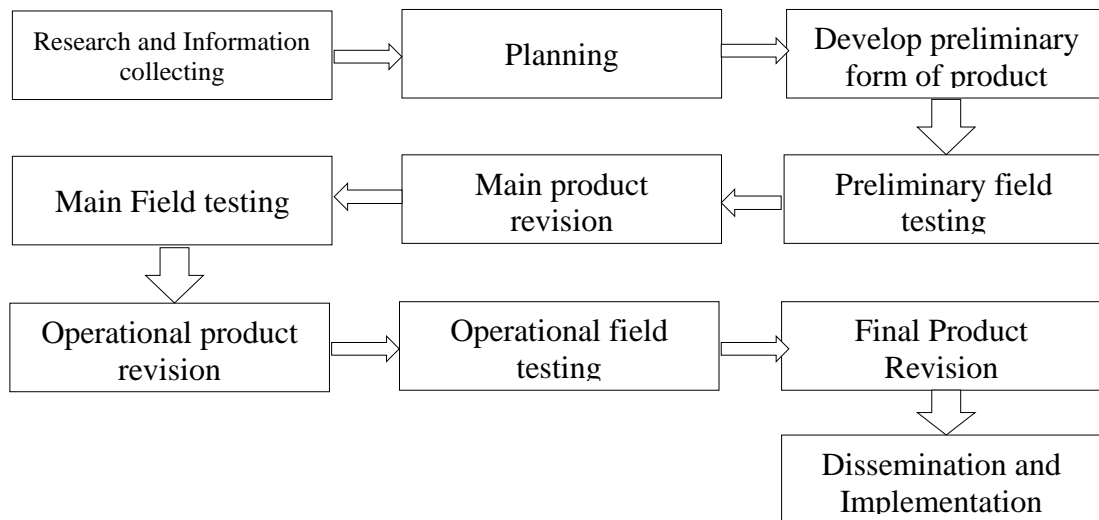 Research and Information
collecting
Planning
Develop preliminary
form of product
Preliminary field
testing
Main product
revision
Main Field testing
Operational product
revision
Operational field
testing
Final Product
Revision
Dissemination and
Implementation